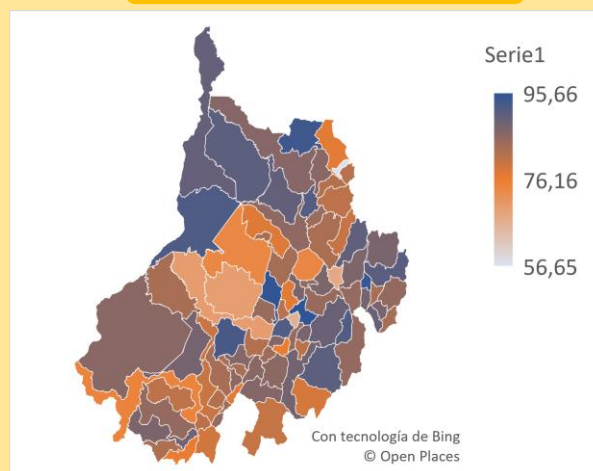 Serie1
95,66
76,16
56,65
Con tecnología de Bing
© Open Places